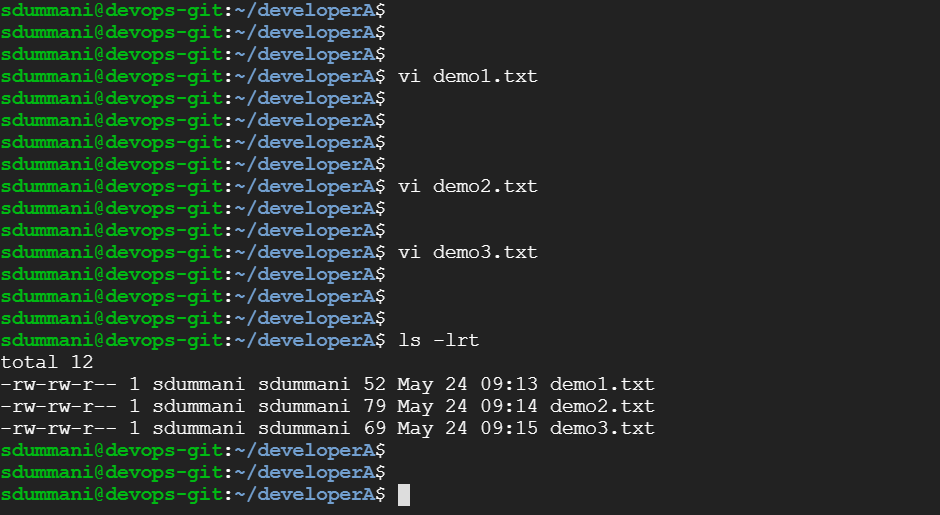 sdummani@devops-git:~/developerA$
sdummani@devops-git:~/developerA$
sdummani@devops-git:~/developerA$
sdummani@devops-git:~/developerA$ vi demo1.txt
sdummani@devops-git:~/developerA$
sdummani@devops-git:~/developerA$
sdummani@devops-git:~/developerA$
sdummani@devops-git:~/developerA$
sdummani@devops-git:~/developerA$ vi demo2.txt
sdummani@devops-git:~/developerA$
sdummani@devops-git:~/developerA$
sdummani@devops-git:~/developerA$ vi demo3.txt
sdummani@devops-git:~/developerA$
sdummani@devops-git:~/developerA$
sdummani@devops-git:~/developerA$
sdummani@devops-git:~/developerA$ ls -lrt
total 12
-rw-rw-r-- 1 sdummani sdummani 52 May 24 09:13 demo1.txt
-rw-rw-r-- 1 sdummani sdummani 79 May 24 09:14 demo2.txt
-rw-rw-r-- 1 sdummani sdummani 69 May 24 09:15 demo3.txt
sdummani@devops-git:~/developerA$
sdummani@devops-git:~/developerA$
sdummani@devops-git:~/developerA$